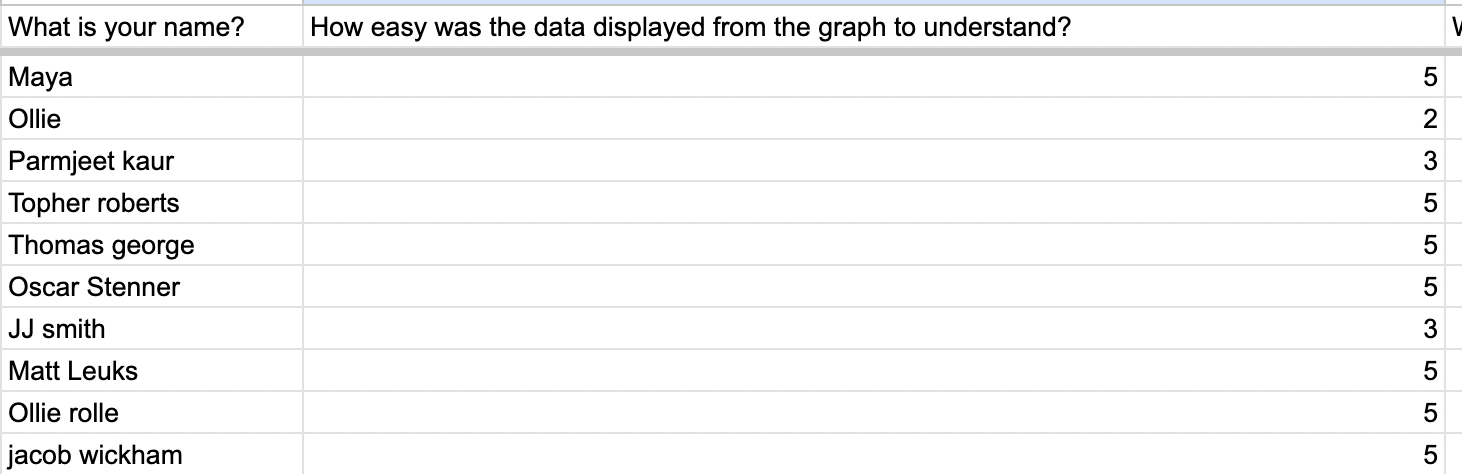 What is your name? How easy was the data displayed from the graph to understand?
Maya 5
Ollie 2
Parmjeet kaur 3
Topher roberts 5
Thomas george 5
Oscar Stenner 5
JJ smith 3
Matt Leuks 5
Ollie rolle 5
jacob wickham 5